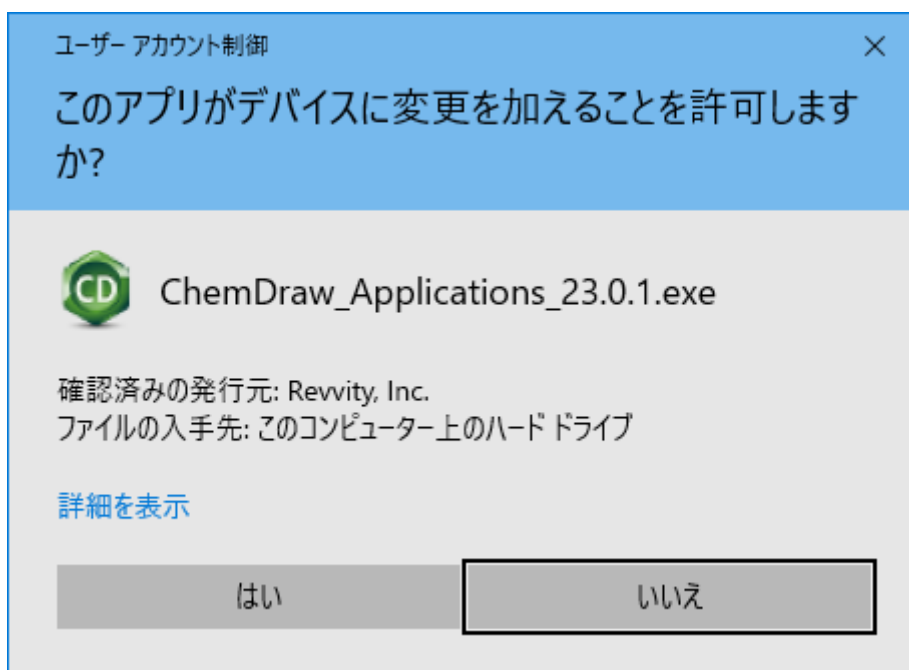 ユーザー アカウント制御
このアプリがデバイスに変更を加えることを許可します
か?
CD
ChemDraw_Applications_23.0.1.exe
確認済みの発行元: Revvity, Inc.
ファイルの入手先: このコンピューター上のハード ドライブ
詳細を表示
はい
いいえ